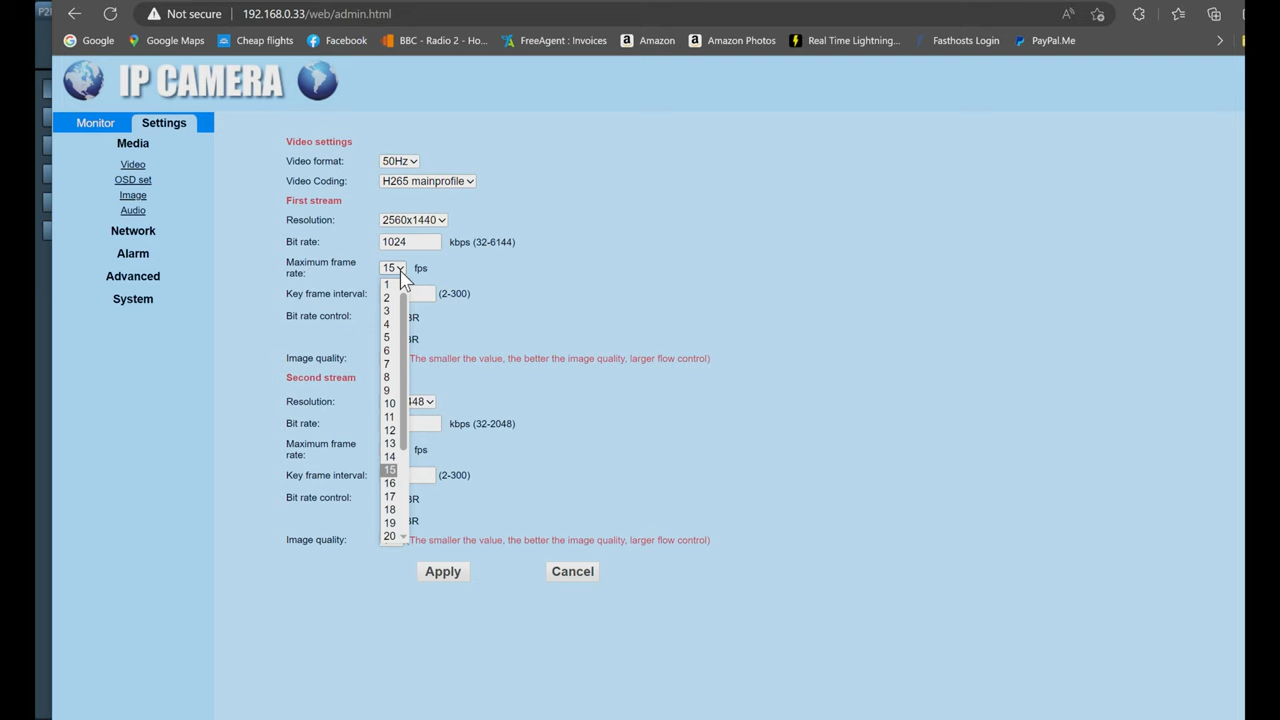 P2
Not secure 192.168.0.33/web/admin.html
Google Google Maps Cheap flights Facebook BBC - Radio 2 - Ho... FreeAgent : Invoices Amazon Amazon Photos Real Time Lightning... Fasthosts Login PayPal.Me
IP CAMERA
Monitor Settings
Media
Video
OSD set
Image
Audio
Network
Alarm
Advanced
System
Video settings
Video format: 50Hz
Video Coding: H265 mainprofile
First stream
Resolution: 2560x1440
Bit rate: 1024 kbps (32-6144)
Maximum frame
rate: 15 fps
Key frame interval: (2-300)
Bit rate control: BR
BR
Image quality: The smaller the value, the better the image quality, larger flow control)
Second stream
Resolution: 448
Bit rate: kbps (32-2048)
Maximum frame
rate: fps
Key frame interval: (2-300)
Bit rate control: BR
BR
Image quality: (The smaller the value, the better the image quality, larger flow control)
1
2
3
4
5
6
7
8
9
10
11
12
13
14
15
16
17
18
19
20
Apply Cancel